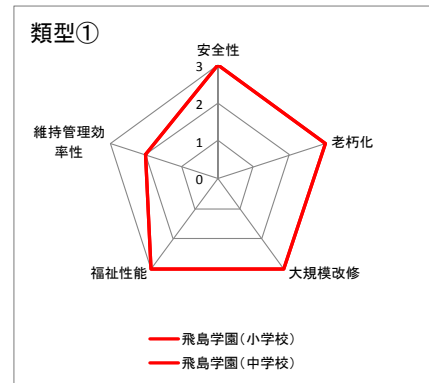 類型①
安全性
3
2
1
0
維持管理効
率性
老朽化
福祉性能
大規模改修
飛島学園(小学校)
飛島学園(中学校)